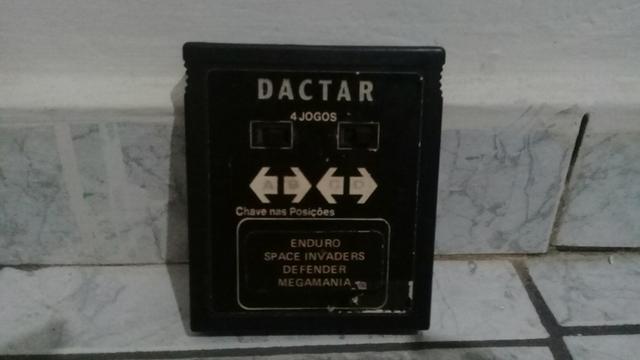 DACTAR
4 JOGOS
A B C D
Chave nas Posições
ENDURO
SPACE INVADERS
DEFENDER
MEGAMANIA